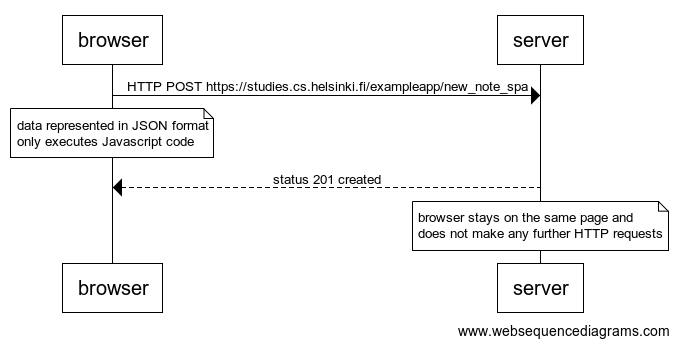 browser
server
HTTP POST https://studies.cs.helsinki.fi/exampleapp/new_note_spa
data represented in JSON format
only executes Javascript code
status 201 created
browser stays on the same page and
does not make any further HTTP requests
browser
server
www.websequencediagrams.com